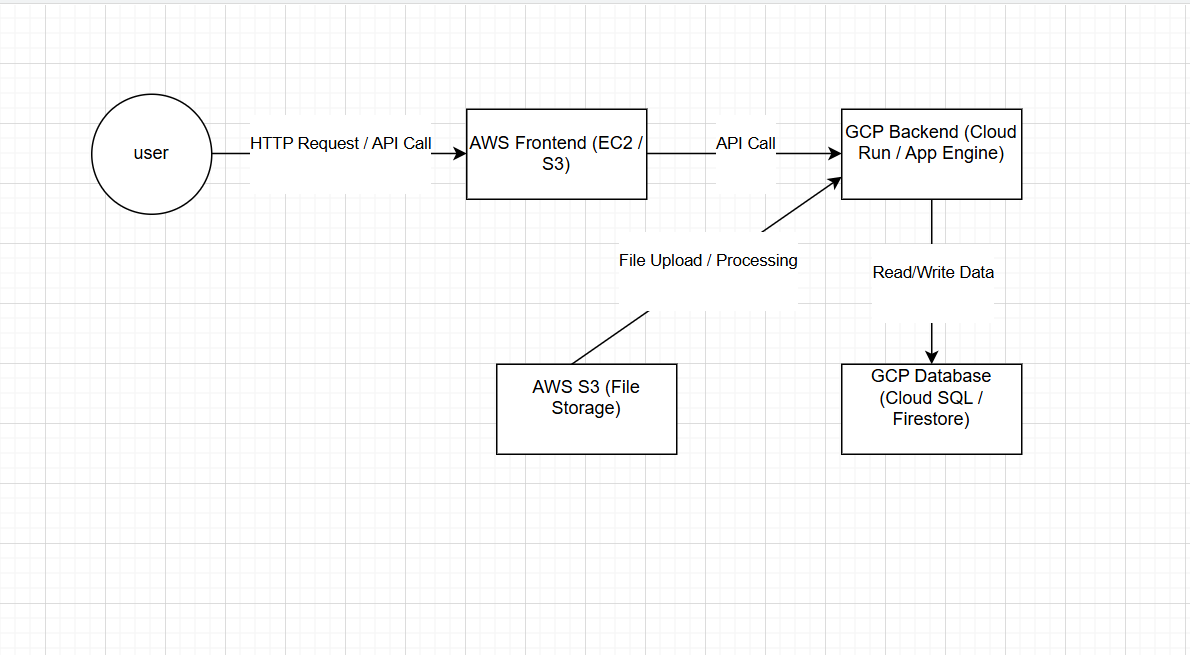 user
HTTP Request / API Call
AWS Frontend (EC2 /
S3)
API Call
GCP Backend (Cloud
Run / App Engine)
File Upload / Processing
Read/Write Data
AWS S3 (File
Storage)
GCP Database
(Cloud SQL /
Firestore)